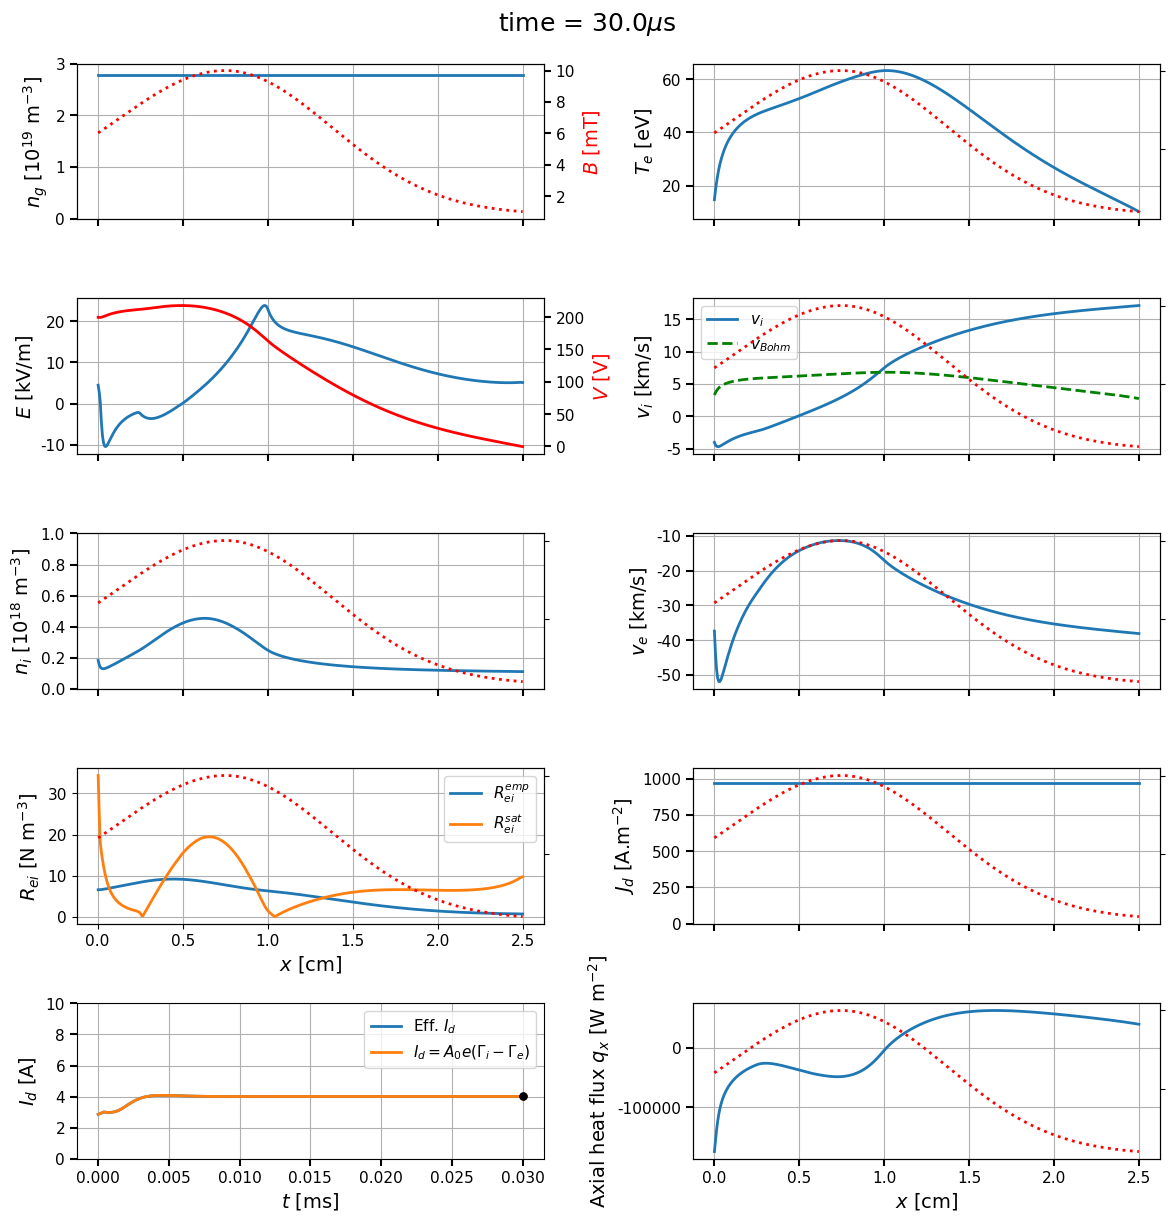 time = 30.0μs
3
2
1
0
n_g [10^19 m^−3]
10
8
6
4
2
B [mT]
60
40
20
T_e [eV]
20
10
0
-10
E [kV/m]
200
150
100
50
0
V [V]
15
10
5
0
-5
v_i [km/s]
v_i
v_Bohm
1.0
0.8
0.6
0.4
0.2
0.0
n_i [10^18 m^−3]
-10
-20
-30
-40
-50
v_e [km/s]
30
20
10
0
R_ei [N m^−3]
R_ei^emp
R_ei^sat
0.0 0.5 1.0 1.5 2.0 2.5
x [cm]
1000
750
500
250
0
J_d [A.m^−2]
10
8
6
4
2
0
I_d [A]
Eff. I_d
I_d = A_0e(Γ_i − Γ_e)
0.000 0.005 0.010 0.015 0.020 0.025 0.030
t [ms]
0
-100000
Axial heat flux q_x [W m^−2]
0.0 0.5 1.0 1.5 2.0 2.5
x [cm]